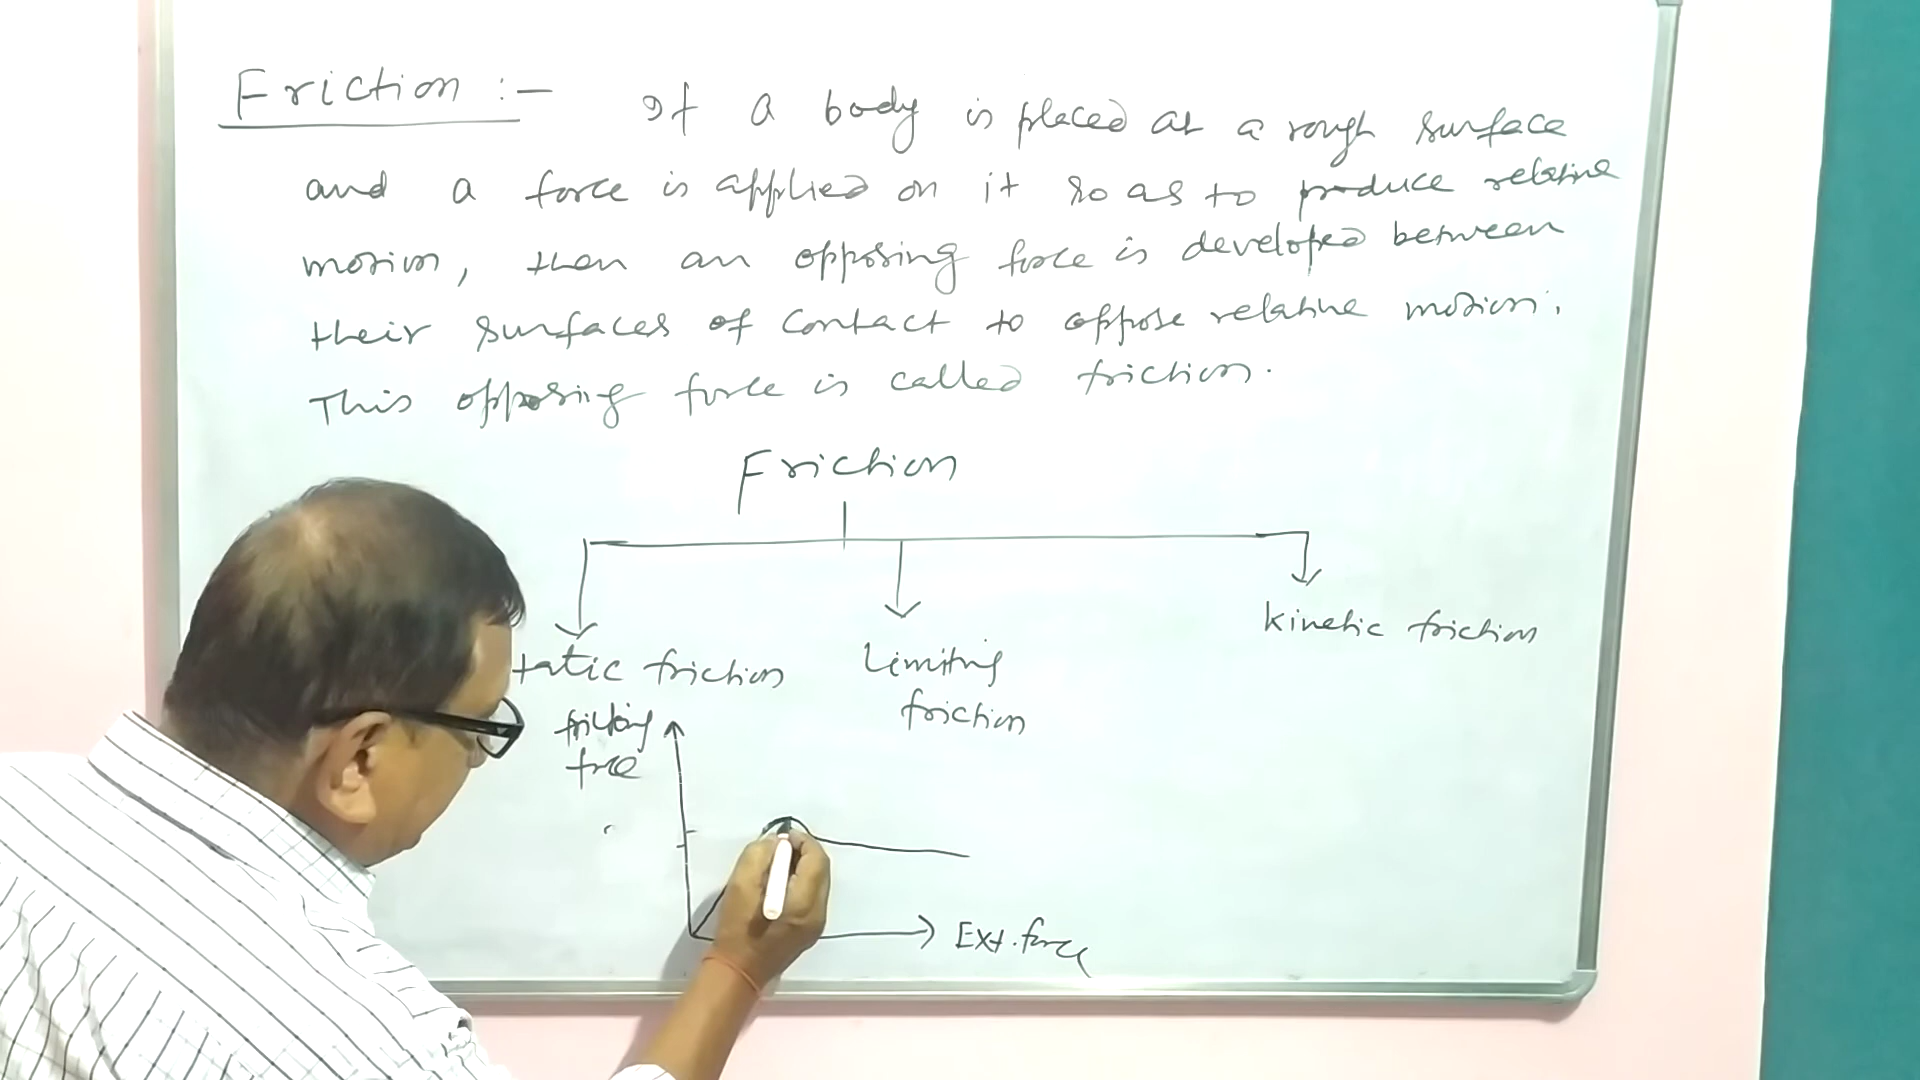 Friction :- If a body is placed at a rough surface
and a force is applied on it so as to produce relative
motion, then an opposing force is developed between
their surfaces of contact to oppose relative motion.
This opposing force is called friction.
Friction
kinetic friction
tatic friction
Limiting
friction
force
Ext. force